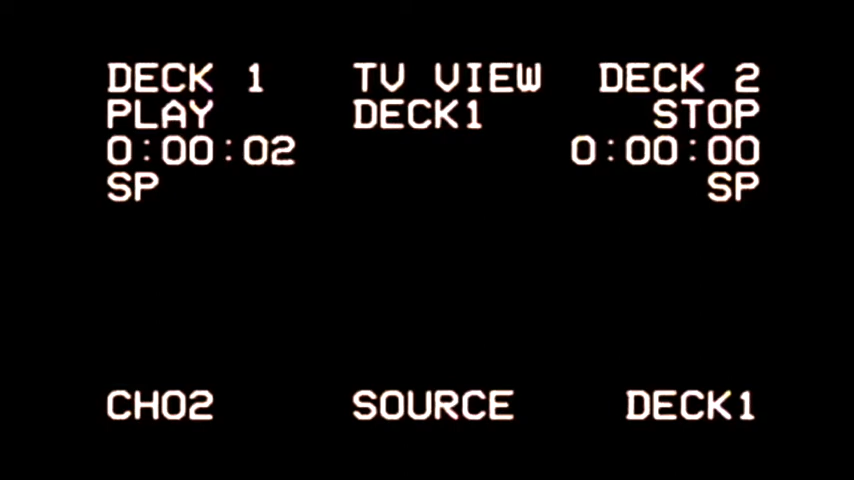 DECK 1 TV VIEW DECK 2
PLAY DECK1 STOP
0:00:02 0:00:00
SP SP
CH02 SOURCE DECK1